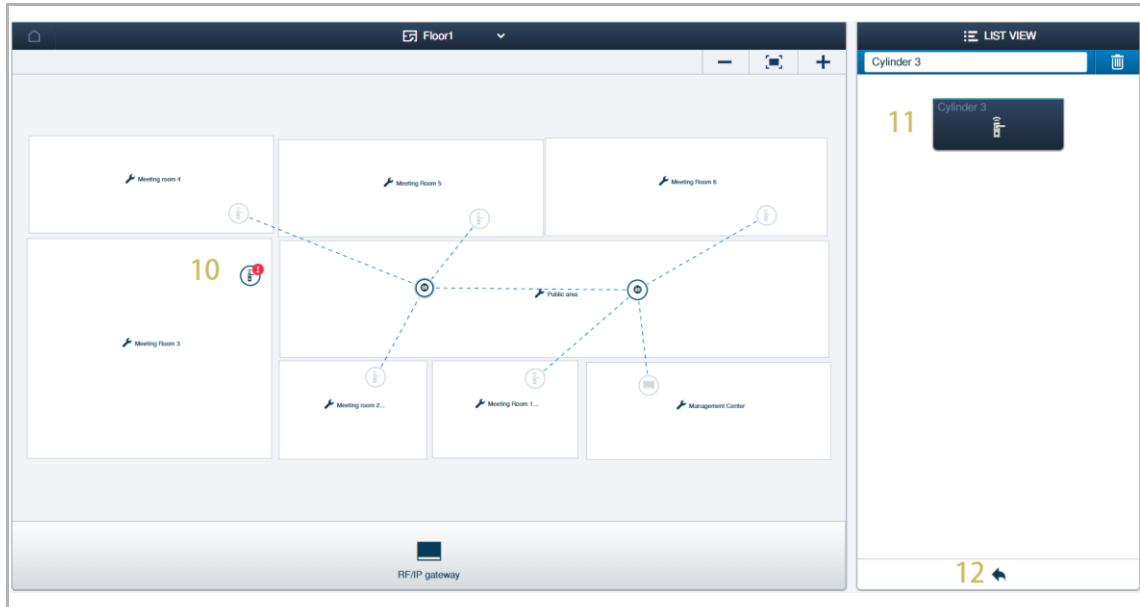 Floor1
LIST VIEW
Cylinder 3
11
Cylinder 3
Meeting room 4
Meeting Room 5
Meeting Room 6
10
Public area
Meeting Room 3
Meeting room 2...
Meeting Room 1...
Management Center
RF/IP gateway
12